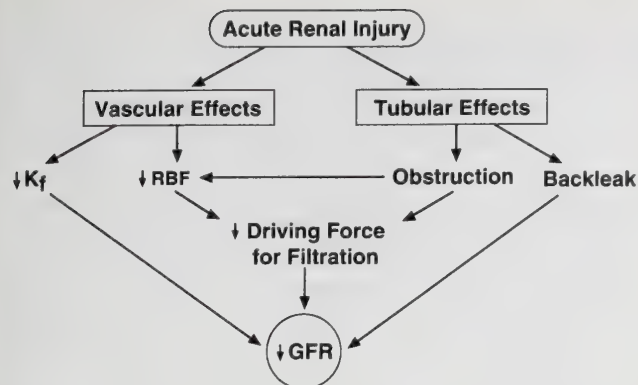 Acute Renal Injury
Vascular Effects
Tubular Effects
↓Kf
↓RBF
Obstruction
Backleak
↓ Driving Force
for Filtration
↓GFR